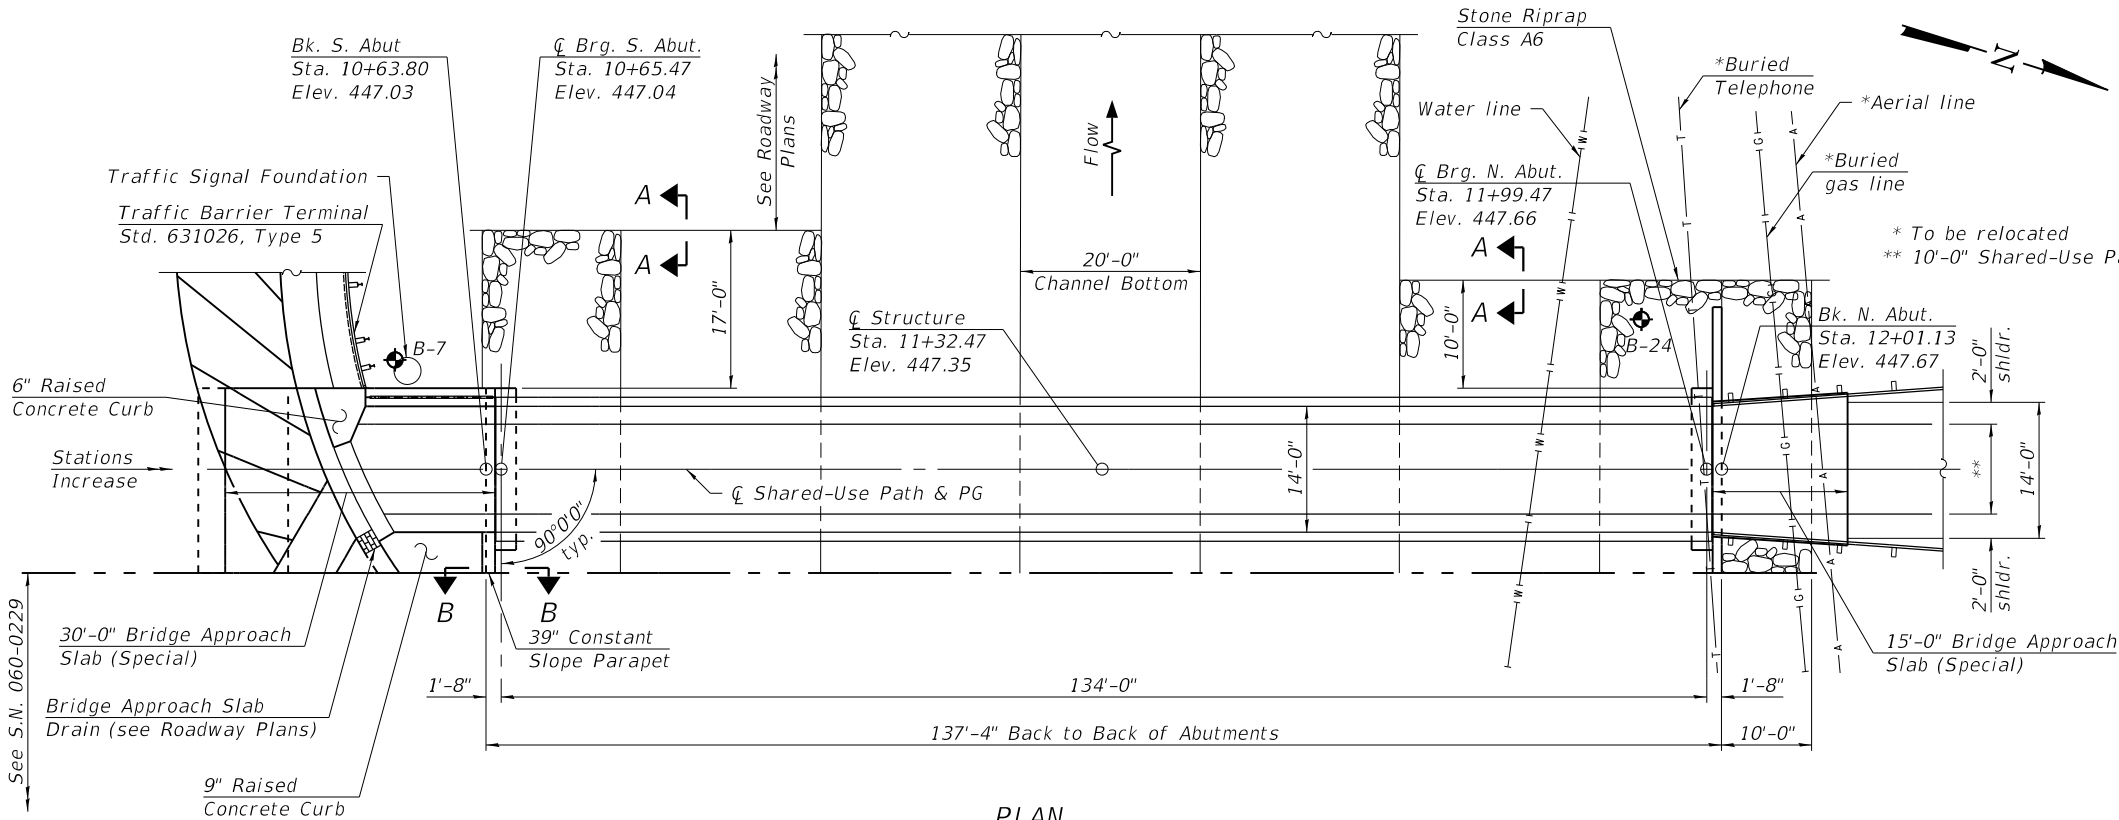 Bk. S. Abut
Sta. 10+63.80
Elev. 447.03
℄ Brg. S. Abut.
Sta. 10+65.47
Elev. 447.04
See Roadway
Plans
Flow
Stone Riprap
Class A6
*Buried
Telephone
Water line
*Aerial line
*Buried
gas line
N
Traffic Signal Foundation
Traffic Barrier Terminal
Std. 631026, Type 5
A
A
℄ Brg. N. Abut.
Sta. 11+99.47
Elev. 447.66
A
A
* To be relocated
** 10'-0" Shared-Use P
20'-0"
Channel Bottom
17'-0"
10'-0"
℄ Structure
Sta. 11+32.47
Elev. 447.35
B-7
B-24
Bk. N. Abut.
Sta. 12+01.13
Elev. 447.67
2'-0"
shldr.
6" Raised
Concrete Curb
Stations
Increase
℄ Shared-Use Path & PG
90°0'0"
typ.
14'-0"
**
14'-0"
2'-0"
shldr.
W
W
W
W
W
T
T
T
T
T
T
G
G
G
G
G
A
A
A
A
A
A
B
B
39" Constant
Slope Parapet
30'-0" Bridge Approach
Slab (Special)
15'-0" Bridge Approach
Slab (Special)
See S.N. 060-0229
Bridge Approach Slab
Drain (see Roadway Plans)
1'-8"
134'-0"
1'-8"
137'-4" Back to Back of Abutments
10'-0"
9" Raised
Concrete Curb
PLAN